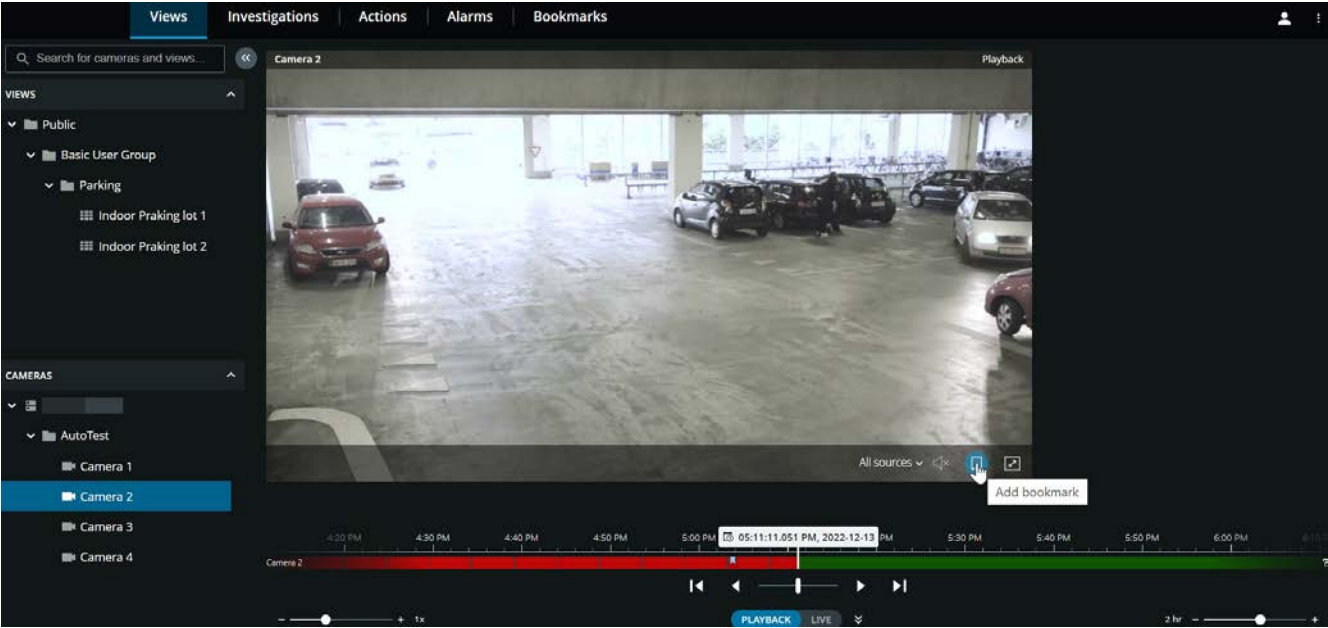 Views Investigations Actions Alarms Bookmarks
Search for cameras and views...
Camera 2 Playback
VIEWS
Public
Basic User Group
Parking
Indoor Praking lot 1
Indoor Praking lot 2
CAMERAS
AutoTest
Camera 1
Camera 2
Camera 3
Camera 4
All sources
Add bookmark
4:20 PM 4:30 PM 4:40 PM 4:50 PM 5:00 PM 05:11:11.051 PM, 2022-12-13 PM 5:30 PM 5:40 PM 5:50 PM 6:00 PM
Camera 2
- + 1x
PLAYBACK LIVE
2 hr - +